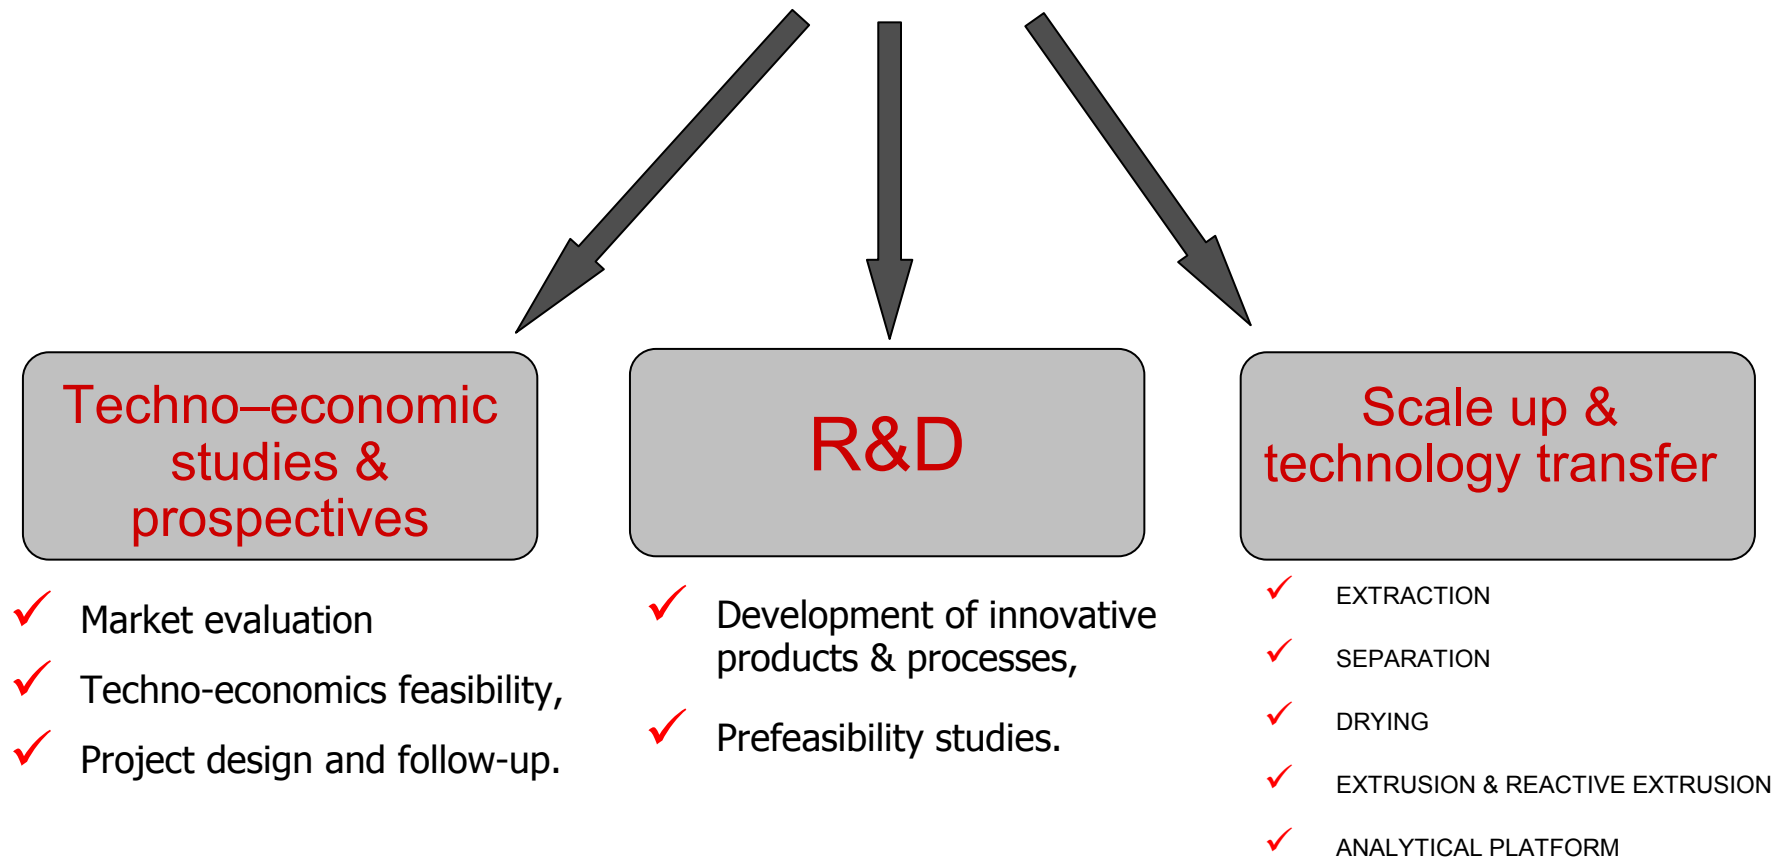 Techno–economic
studies &
prospectives
Market evaluation
Techno-economics feasibility,
Project design and follow-up.
R&D
Development of innovative
products & processes,
Prefeasibility studies.
Scale up &
technology transfer
EXTRACTION
SEPARATION
DRYING
EXTRUSION & REACTIVE EXTRUSION
ANALYTICAL PLATFORM